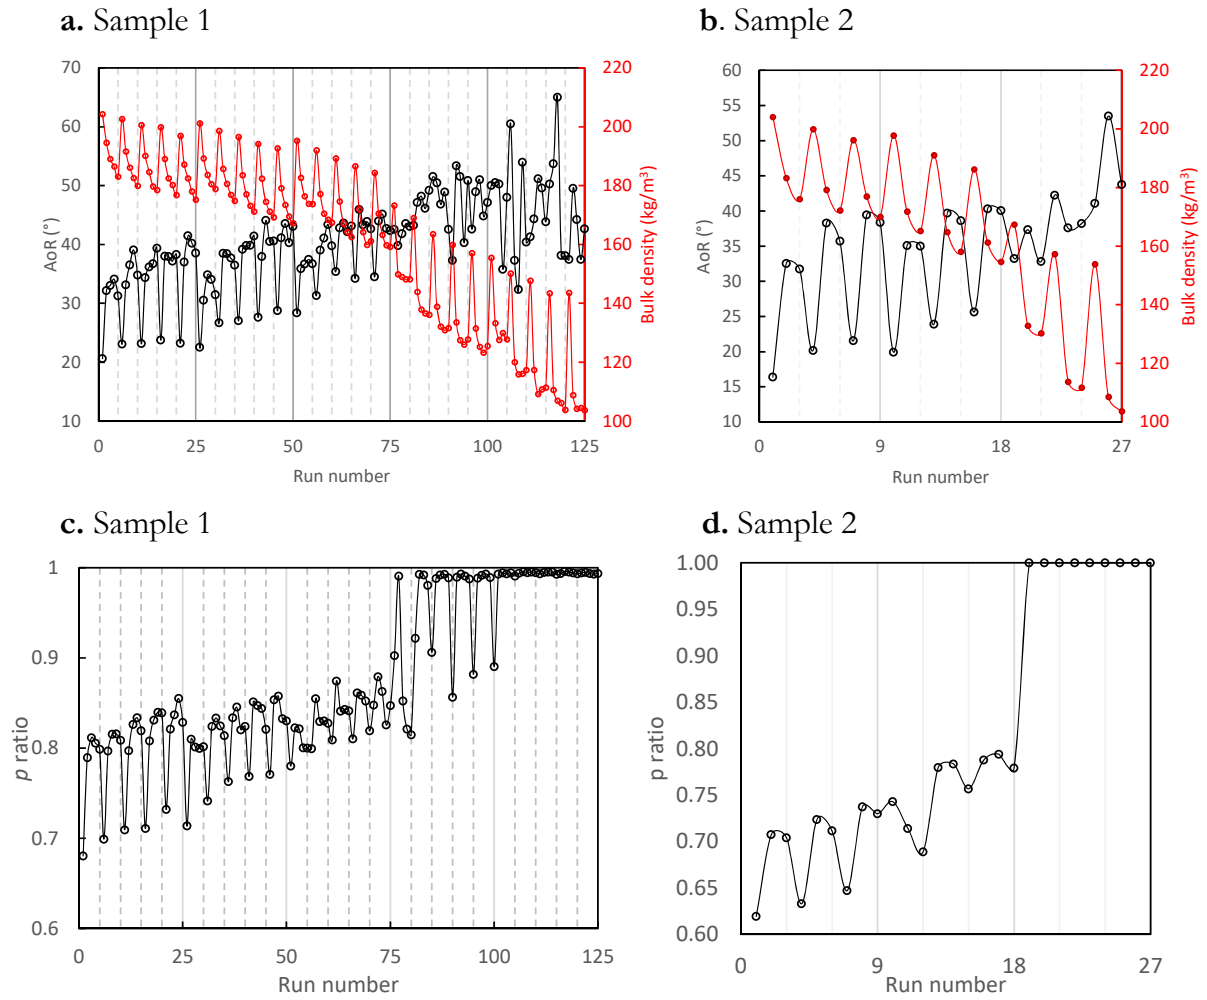 a. Sample 1
b. Sample 2
70
60
50
40
30
20
10
AoR (°)
220
200
180
160
140
120
100
Bulk density (kg/m³)
0 25 50 75 100 125
Run number
60
55
50
45
40
35
30
25
20
15
10
AoR (°)
220
200
180
160
140
120
100
Bulk density (kg/m³)
0 9 18 27
Run number
c. Sample 1
d. Sample 2
1
0.9
0.8
0.7
0.6
p ratio
0 25 50 75 100 125
Run number
1.00
0.95
0.90
0.85
0.80
0.75
0.70
0.65
0.60
p ratio
0 9 18 27
Run number